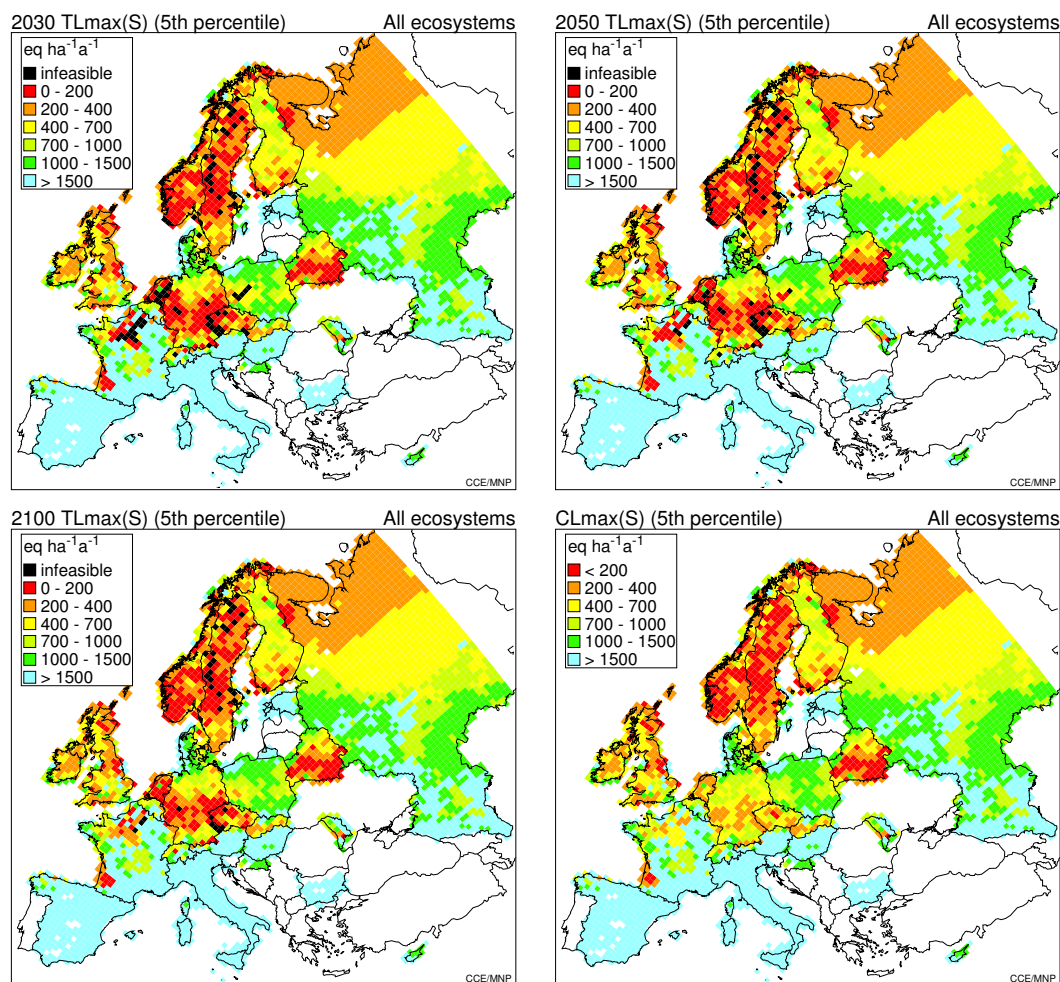 2030 TLmax(S) (5th percentile) All ecosystems
eq ha⁻¹a⁻¹
infeasible
0 - 200
200 - 400
400 - 700
700 - 1000
1000 - 1500
> 1500
CCE/MNP
2050 TLmax(S) (5th percentile) All ecosystems
eq ha⁻¹a⁻¹
infeasible
0 - 200
200 - 400
400 - 700
700 - 1000
1000 - 1500
> 1500
CCE/MNP
2100 TLmax(S) (5th percentile) All ecosystems
eq ha⁻¹a⁻¹
infeasible
0 - 200
200 - 400
400 - 700
700 - 1000
1000 - 1500
> 1500
CCE/MNP
CLmax(S) (5th percentile) All ecosystems
eq ha⁻¹a⁻¹
< 200
200 - 400
400 - 700
700 - 1000
1000 - 1500
> 1500
CCE/MNP